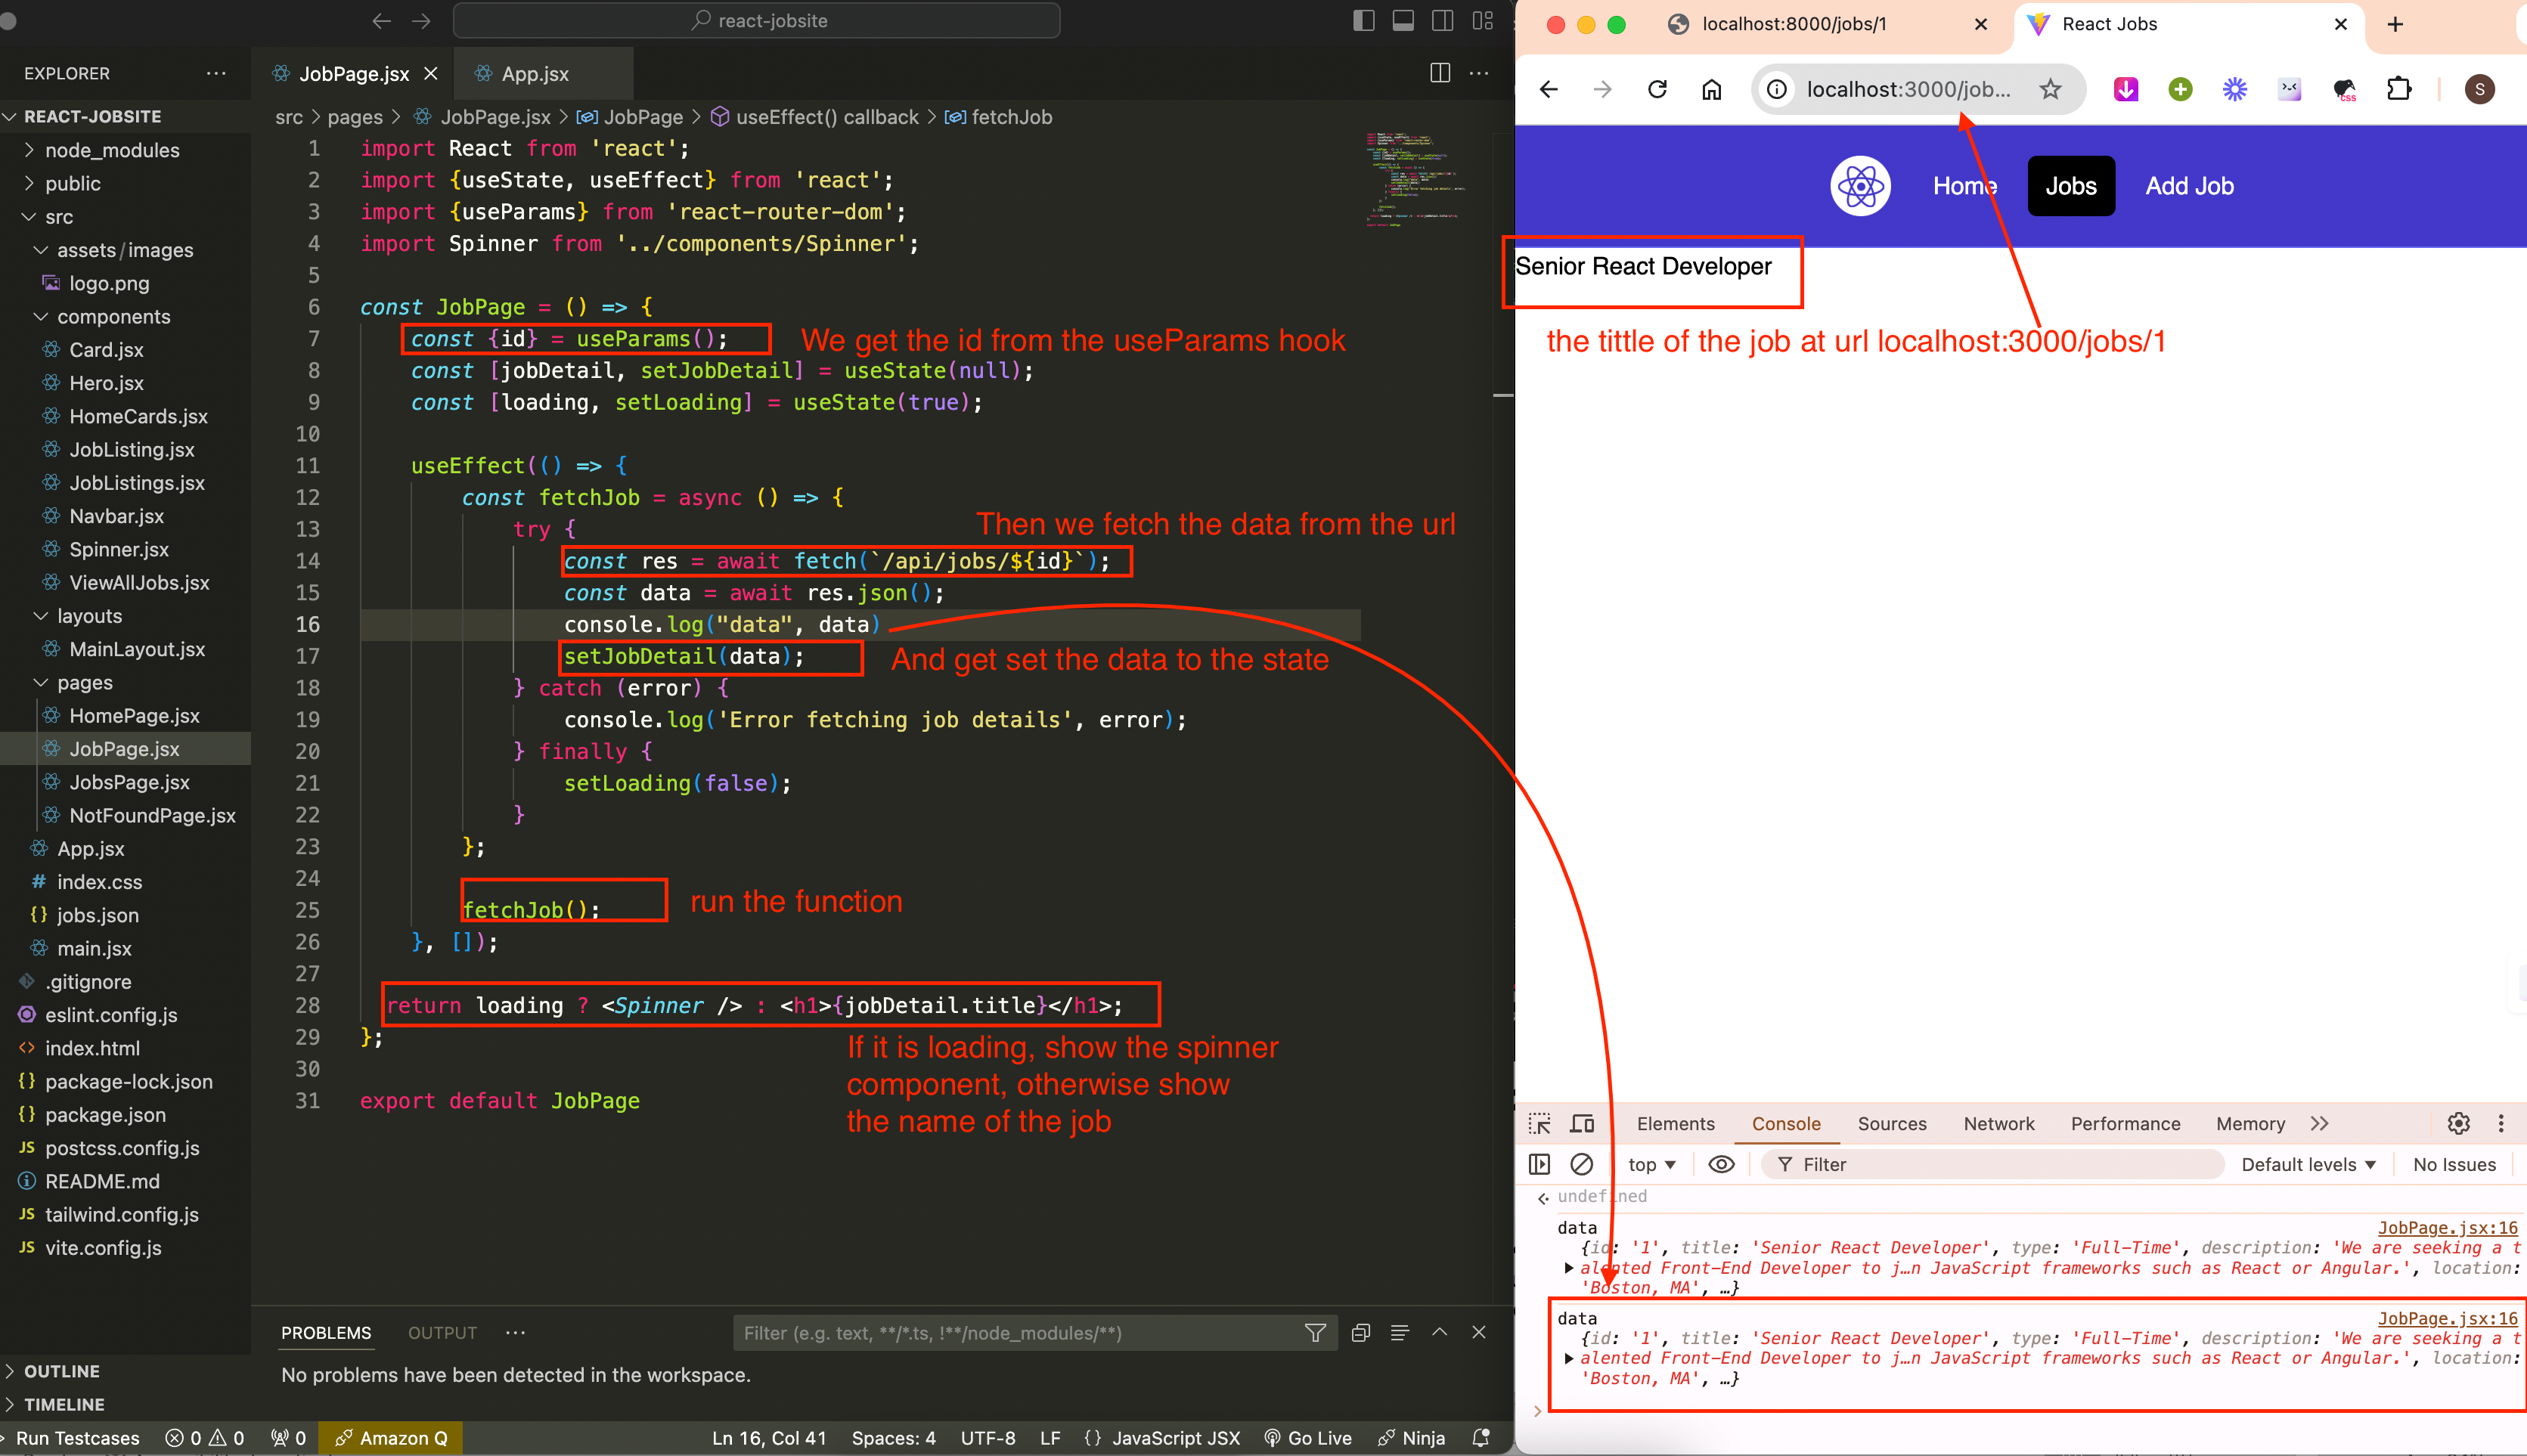 react-jobsite
EXPLORER
REACT-JOBSITE
node_modules
public
src
assets/images
logo.png
components
Card.jsx
Hero.jsx
HomeCards.jsx
JobListing.jsx
JobListings.jsx
Navbar.jsx
Spinner.jsx
ViewAllJobs.jsx
layouts
MainLayout.jsx
pages
HomePage.jsx
JobPage.jsx
JobsPage.jsx
NotFoundPage.jsx
App.jsx
# index.css
{} jobs.json
main.jsx
.gitignore
eslint.config.js
<> index.html
{} package-lock.json
{} package.json
JS postcss.config.js
README.md
JS tailwind.config.js
JS vite.config.js
OUTLINE
TIMELINE
JobPage.jsx App.jsx
src > pages > JobPage.jsx > JobPage > useEffect() callback > fetchJob
1 import React from 'react';
2 import {useState, useEffect} from 'react';
3 import {useParams} from 'react-router-dom';
4 import Spinner from '../components/Spinner';
5
6 const JobPage = () => {
7 const {id} = useParams(); We get the id from the useParams hook
8 const [jobDetail, setJobDetail] = useState(null);
9 const [loading, setLoading] = useState(true);
10
11 useEffect(() => {
12 const fetchJob = async () => {
13 try { Then we fetch the data from the url
14 const res = await fetch(`/api/jobs/${id}`);
15 const data = await res.json();
16 console.log("data", data)
17 setJobDetail(data); And get set the data to the state
18 } catch (error) {
19 console.log('Error fetching job details', error);
20 } finally {
21 setLoading(false);
22 }
23 };
24
25 fetchJob(); run the function
26 }, []);
27
28 return loading ? <Spinner /> : <h1>{jobDetail.title}</h1>;
29 };
If it is loading, show the spinner
30
component, otherwise show
31 export default JobPage
the name of the job
PROBLEMS OUTPUT
Filter (e.g. text, **/*.ts, !**/node_modules/**)
No problems have been detected in the workspace.
Run Testcases 0 0 0 Amazon Q Ln 16, Col 41 Spaces: 4 UTF-8 LF {} JavaScript JSX Go Live Ninja
localhost:8000/jobs/1 React Jobs
localhost:3000/job... css S
Home Jobs Add Job
Senior React Developer
the tittle of the job at url localhost:3000/jobs/1
Elements Console Sources Network Performance Memory
top Filter Default levels No Issues
undefined
data JobPage.jsx:16
{id: '1', title: 'Senior React Developer', type: 'Full-Time', description: 'We are seeking a t
alented Front-End Developer to j…n JavaScript frameworks such as React or Angular.', location:
'Boston, MA', …}
data JobPage.jsx:16
{id: '1', title: 'Senior React Developer', type: 'Full-Time', description: 'We are seeking a t
alented Front-End Developer to j…n JavaScript frameworks such as React or Angular.', location:
'Boston, MA', …}